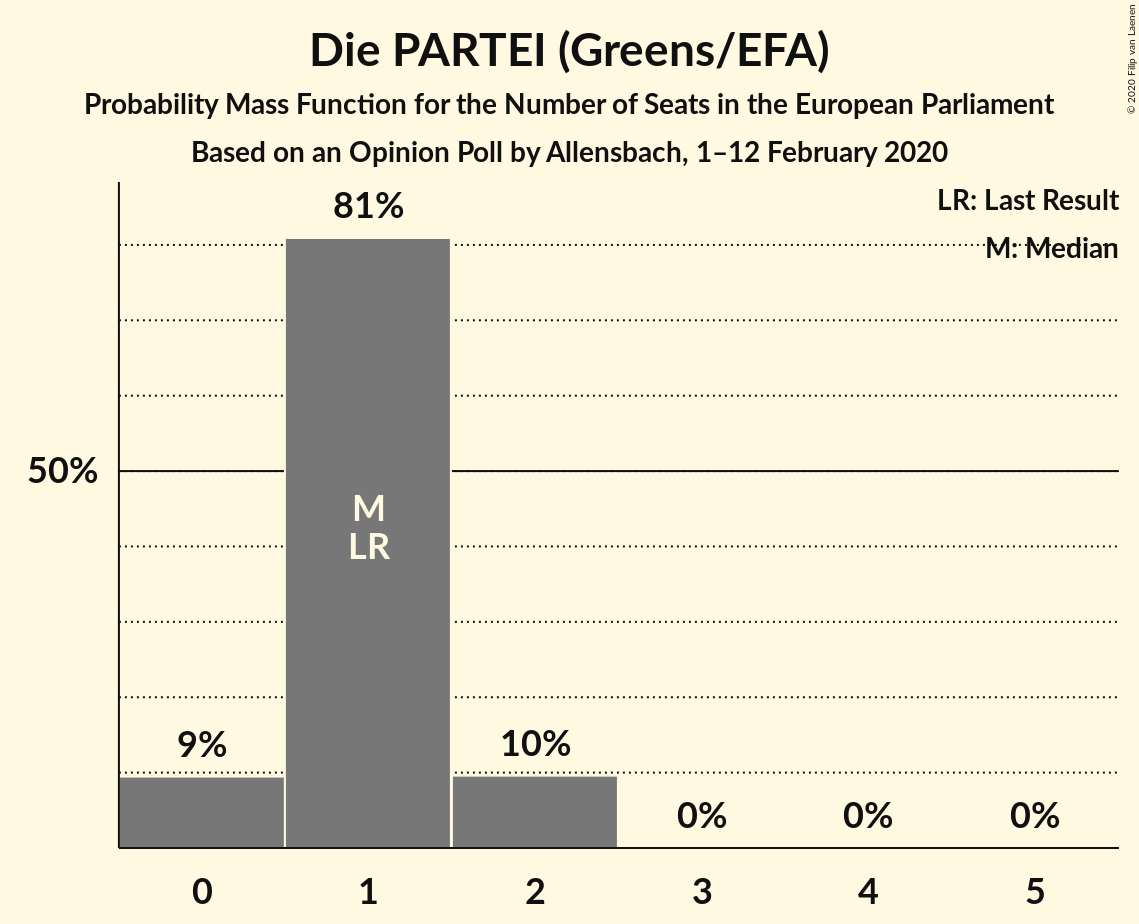 Die PARTEI (Greens/EFA)
Probability Mass Function for the Number of Seats in the European Parliament
Based on an Opinion Poll by Allensbach, 1–12 February 2020
© 2020 Filip van Laenen
LR: Last Result
M: Median
81%
50%
M
LR
9%
10%
0%
0%
0%
0
1
2
3
4
5